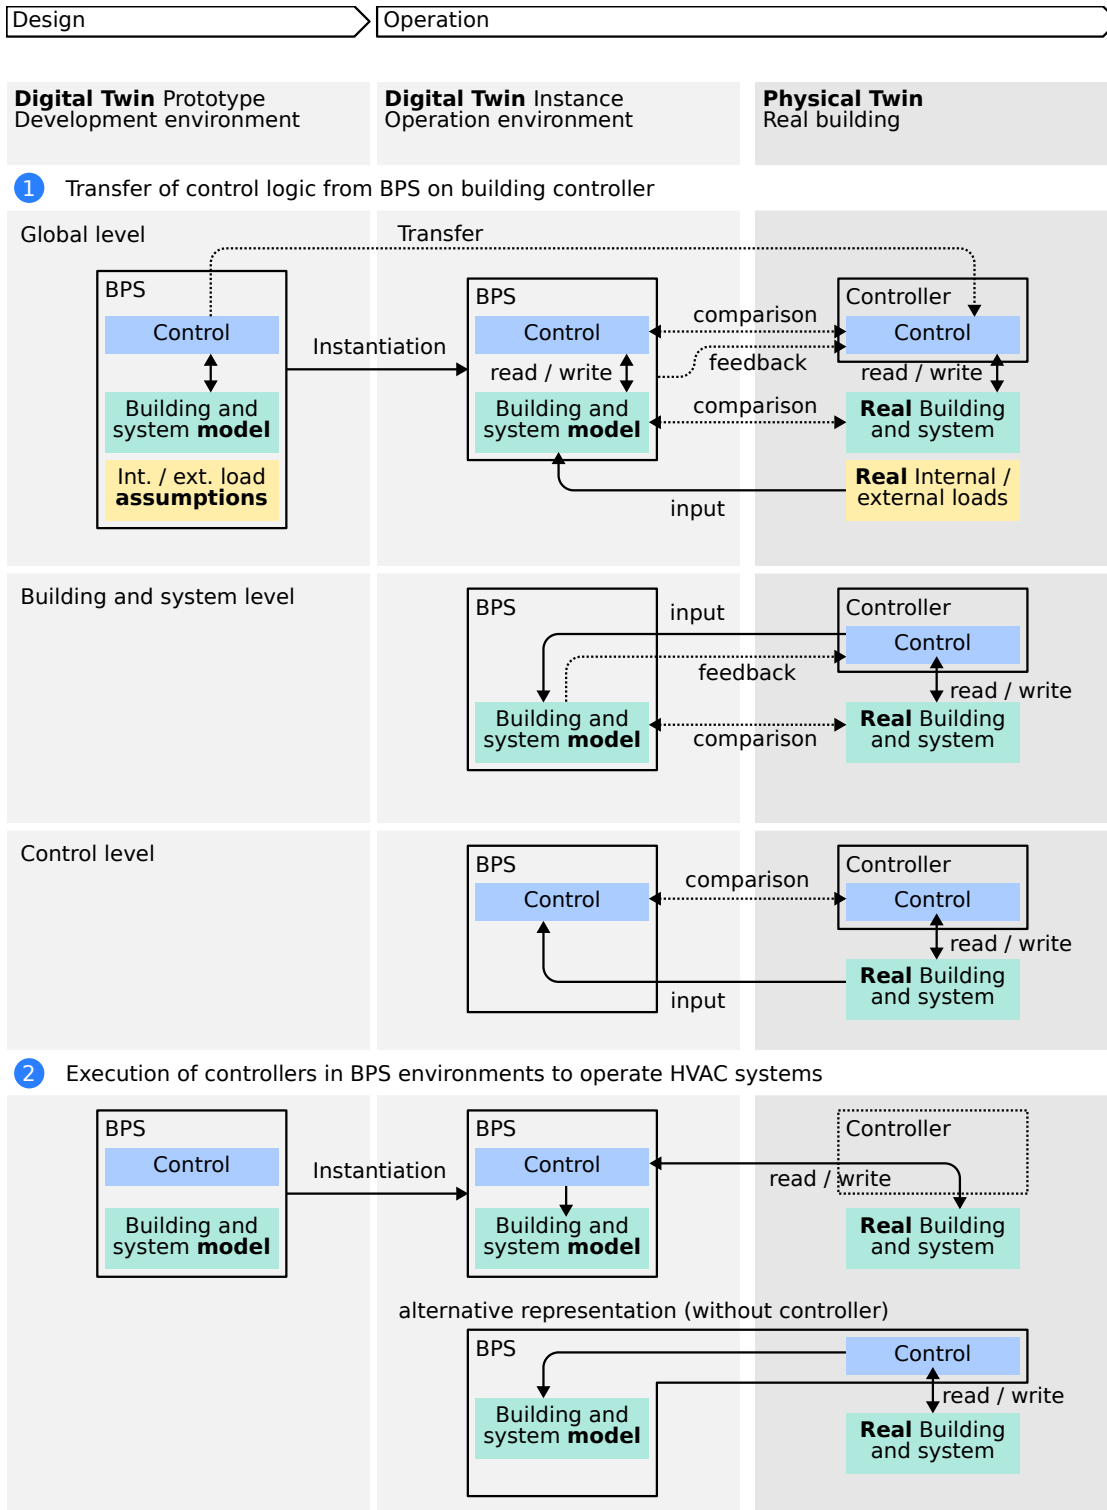 Design
Operation
Digital Twin Prototype
Development environment
Digital Twin Instance
Operation environment
Physical Twin
Real building
1 Transfer of control logic from BPS on building controller
Global level
Transfer
BPS
Control
Building and
system model
Int. / ext. load
assumptions
Instantiation
BPS
Control
read / write
Building and
system model
comparison
feedback
comparison
input
Controller
Control
read / write
Real Building
and system
Real Internal /
external loads
Building and system level
BPS
Building and
system model
input
feedback
comparison
Controller
Control
read / write
Real Building
and system
Control level
BPS
Control
comparison
input
Controller
Control
read / write
Real Building
and system
2 Execution of controllers in BPS environments to operate HVAC systems
BPS
Control
Building and
system model
Instantiation
BPS
Control
Building and
system model
read / write
Controller
Real Building
and system
alternative representation (without controller)
BPS
Building and
system model
Control
read / write
Real Building
and system